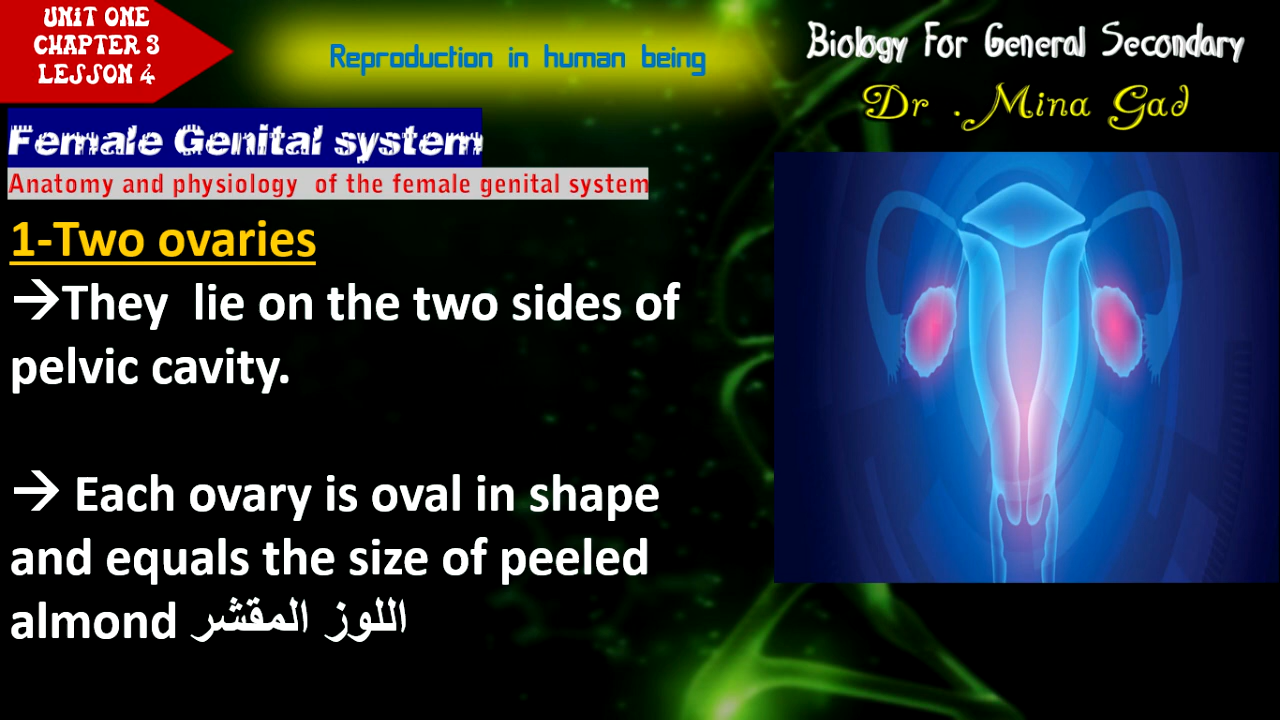 UNIT ONE
CHAPTER 3
LESSON 4
Reproduction in human being
Biology For General Secondary
Dr .Mina Gad
Female Genital system
Anatomy and physiology of the female genital system
1-Two ovaries
→They lie on the two sides of
pelvic cavity.
→ Each ovary is oval in shape
and equals the size of peeled
almond اللوز المقشر